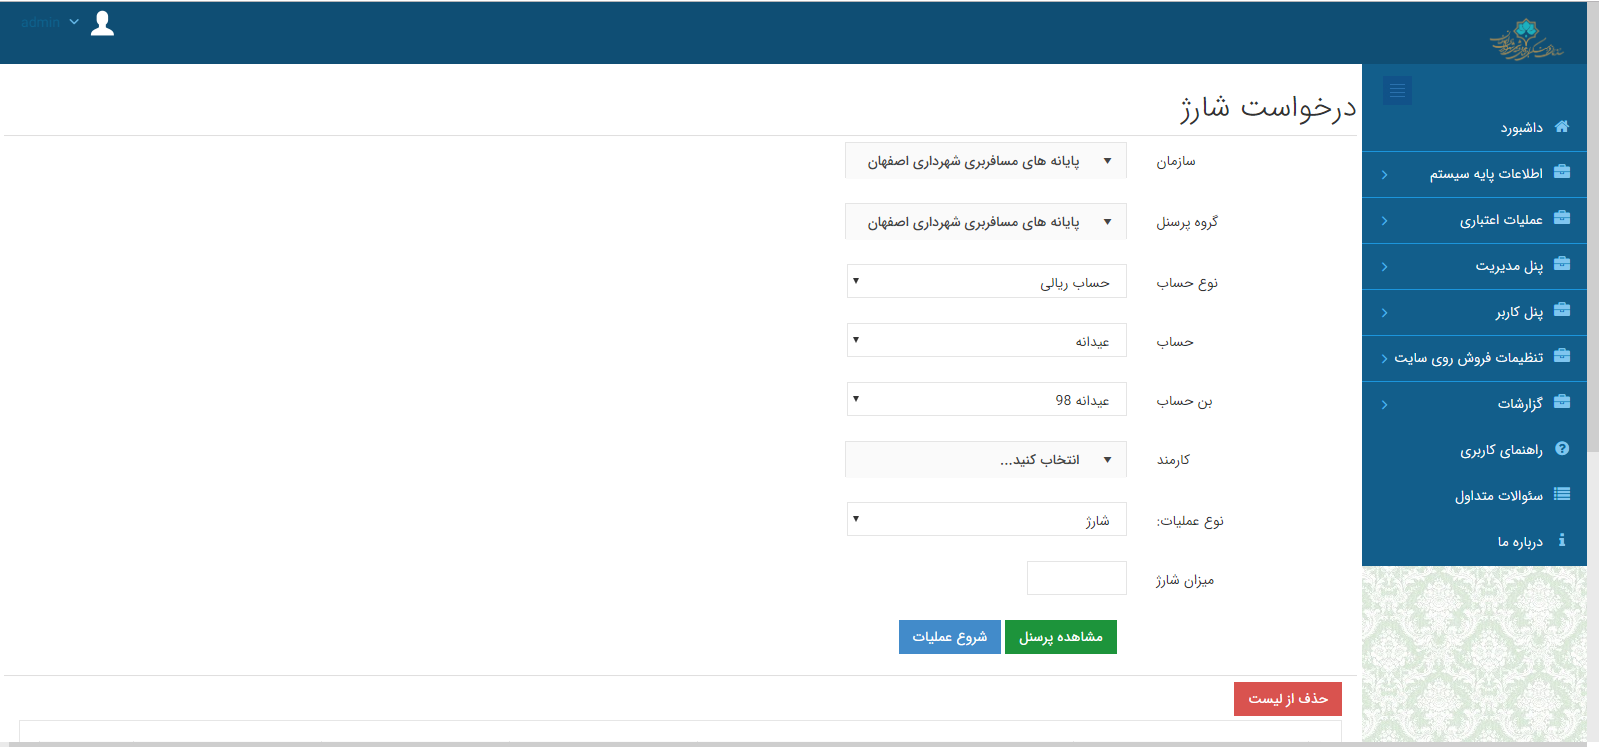 admin
درخواست شارژ
سازمان
پایانه های مسافربری شهرداری اصفهان
گروه پرسنل
پایانه های مسافربری شهرداری اصفهان
نوع حساب
حساب ریالی
حساب
عیدانه
بن حساب
عیدانه 98
کارمند
انتخاب کنید...
نوع عملیات:
شارژ
میزان شارژ
مشاهده پرسنل
شروع عملیات
حذف از لیست
داشبورد
اطلاعات پایه سیستم
عملیات اعتباری
پنل مدیریت
پنل کاربر
تنظیمات فروش روی سایت
گزارشات
راهنمای کاربری
سئوالات متداول
درباره ما